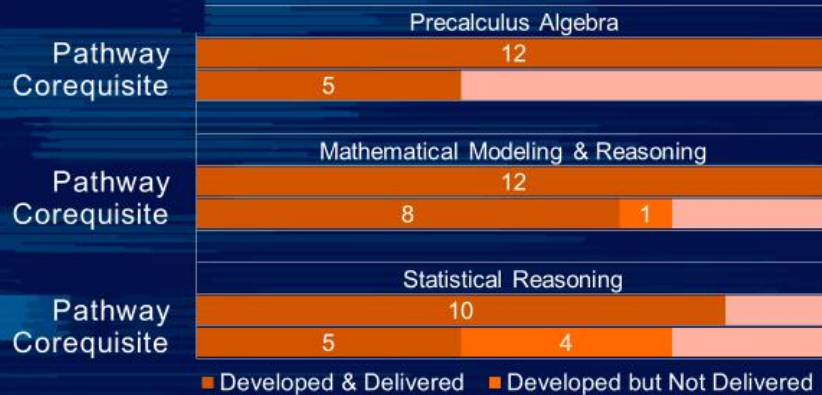 Precalculus Algebra
Pathway 12
Corequisite 5
Mathematical Modeling & Reasoning
Pathway 12
Corequisite 8 1
Statistical Reasoning
Pathway 10
Corequisite 5 4
Developed & Delivered Developed but Not Delivered